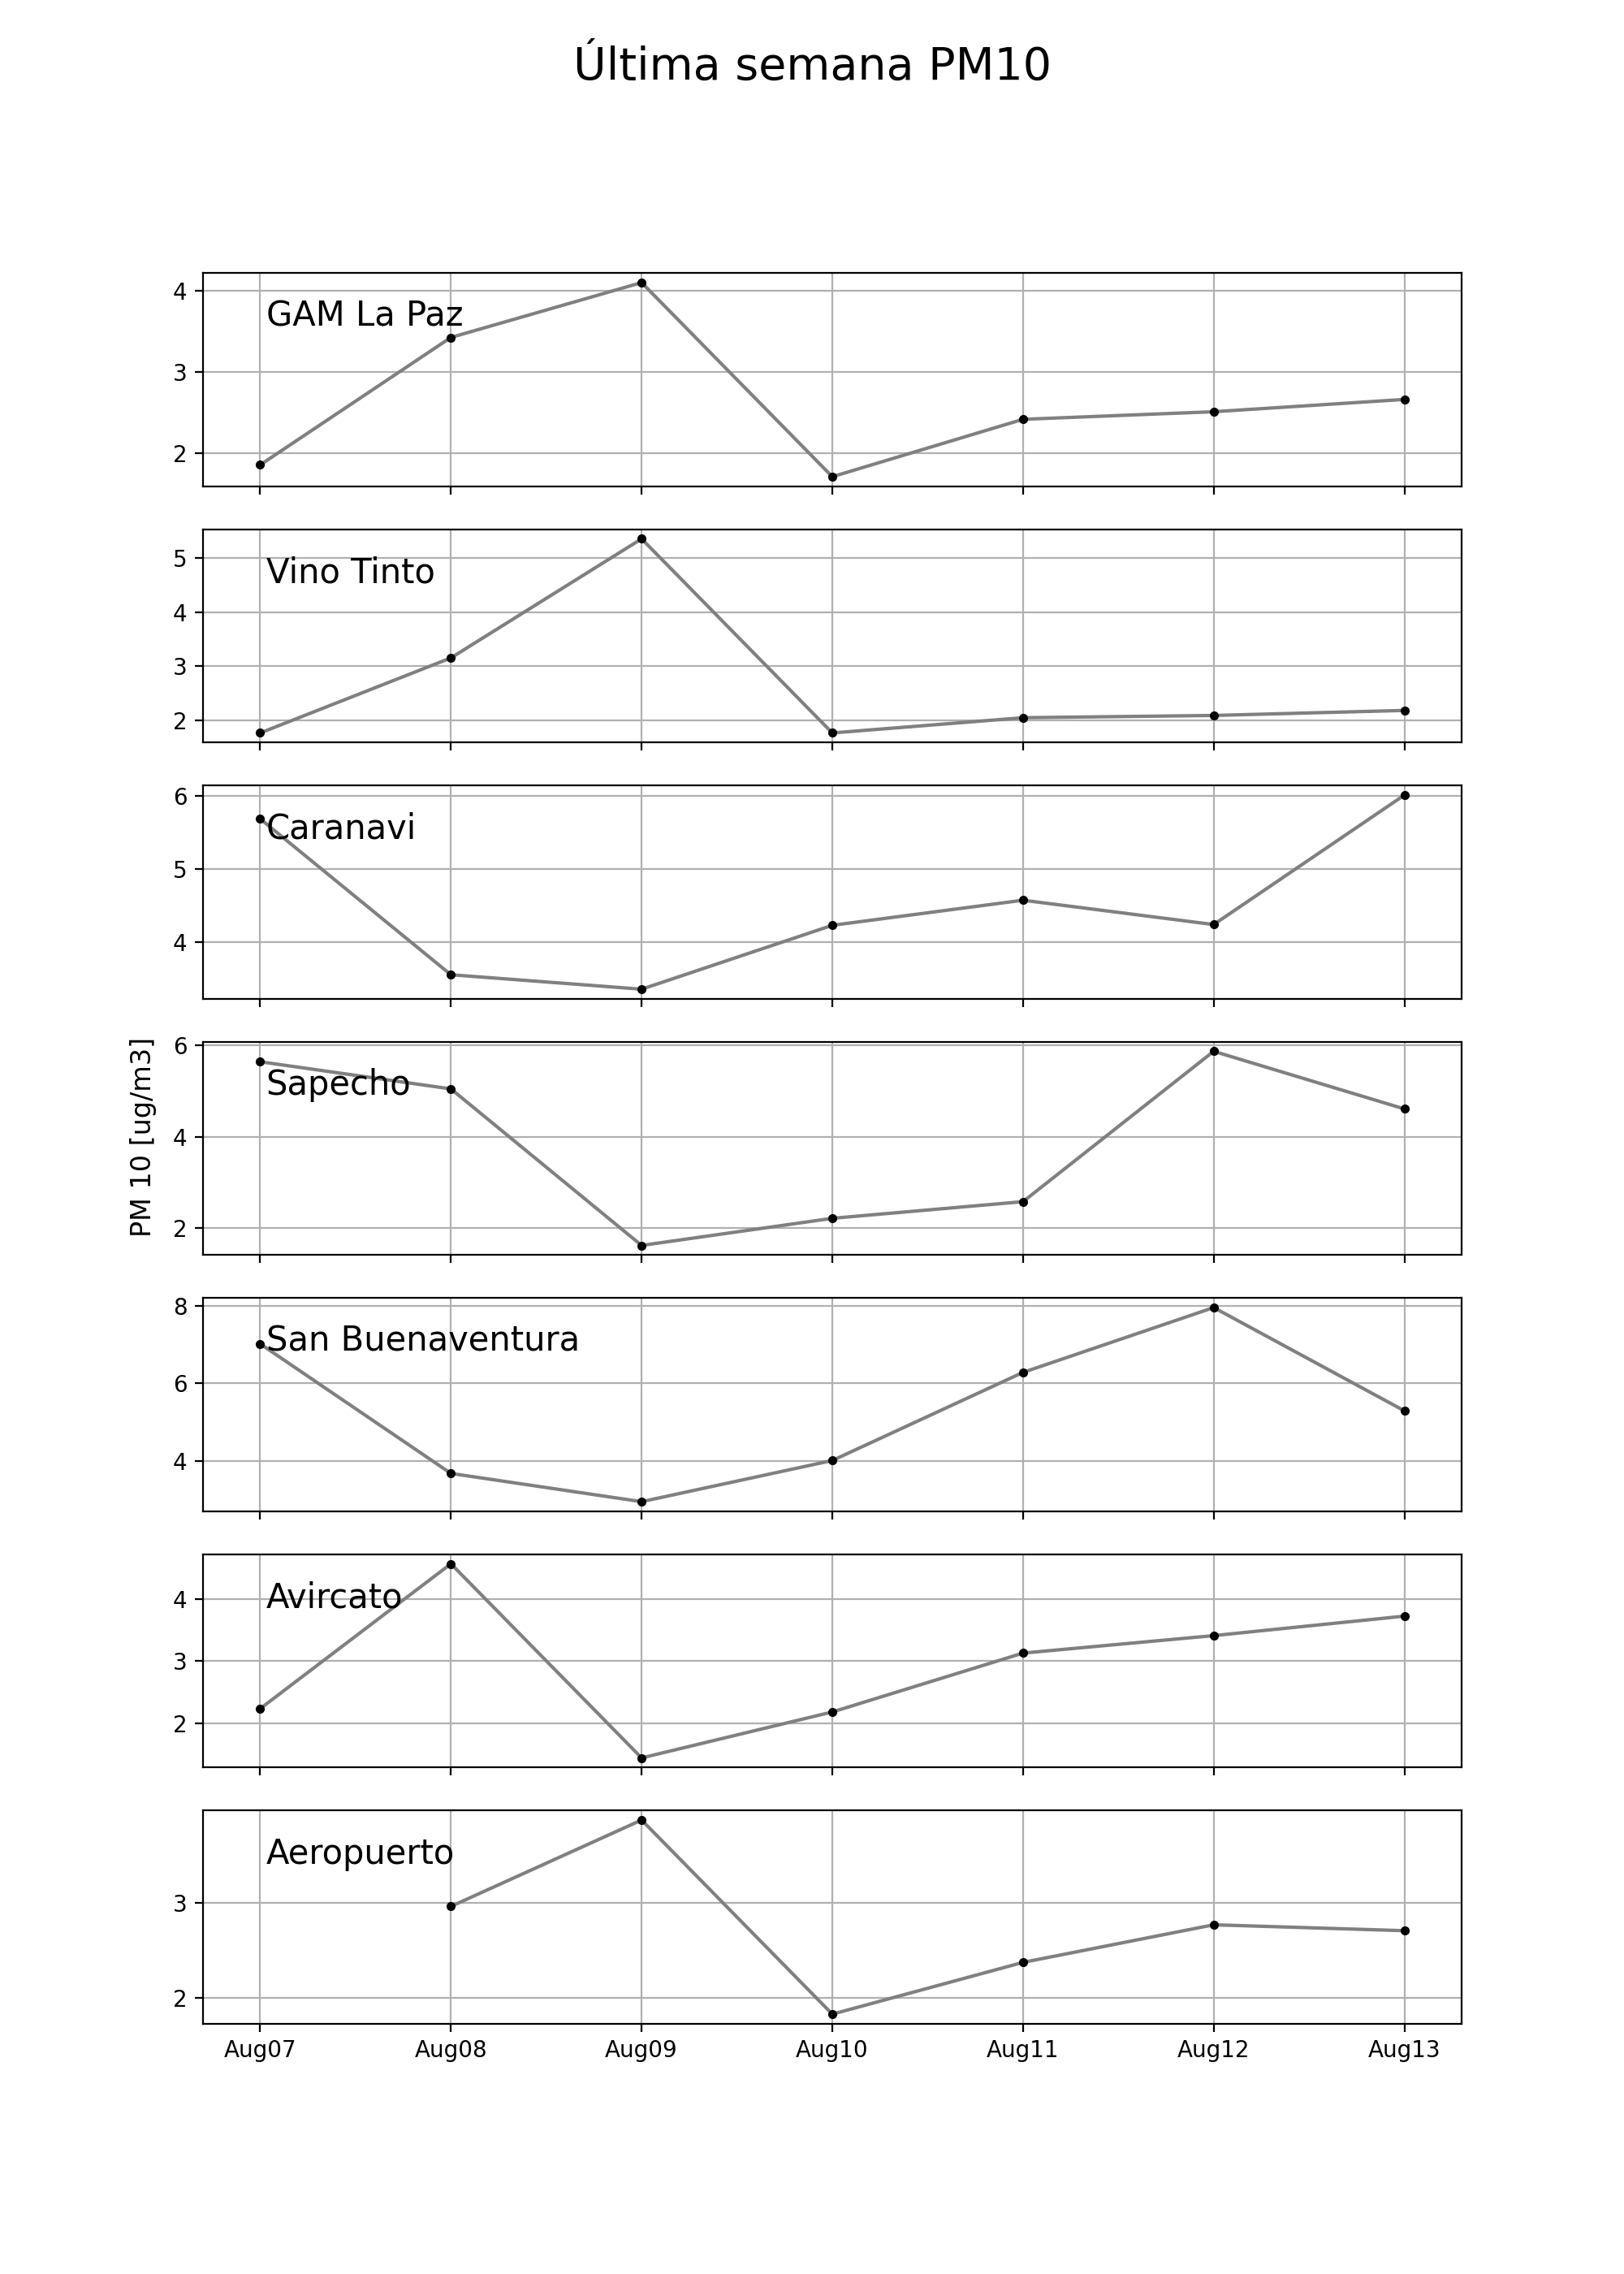 Última semana PM10
4
GAM La Paz
3
2
5
Vino Tinto
4
3
2
6
Caranavi
5
4
PM 10 [ug/m3]
6
Sapecho
4
2
8
San Buenaventura
6
4
4
Avircato
3
2
Aeropuerto
3
2
Aug07 Aug08 Aug09 Aug10 Aug11 Aug12 Aug13